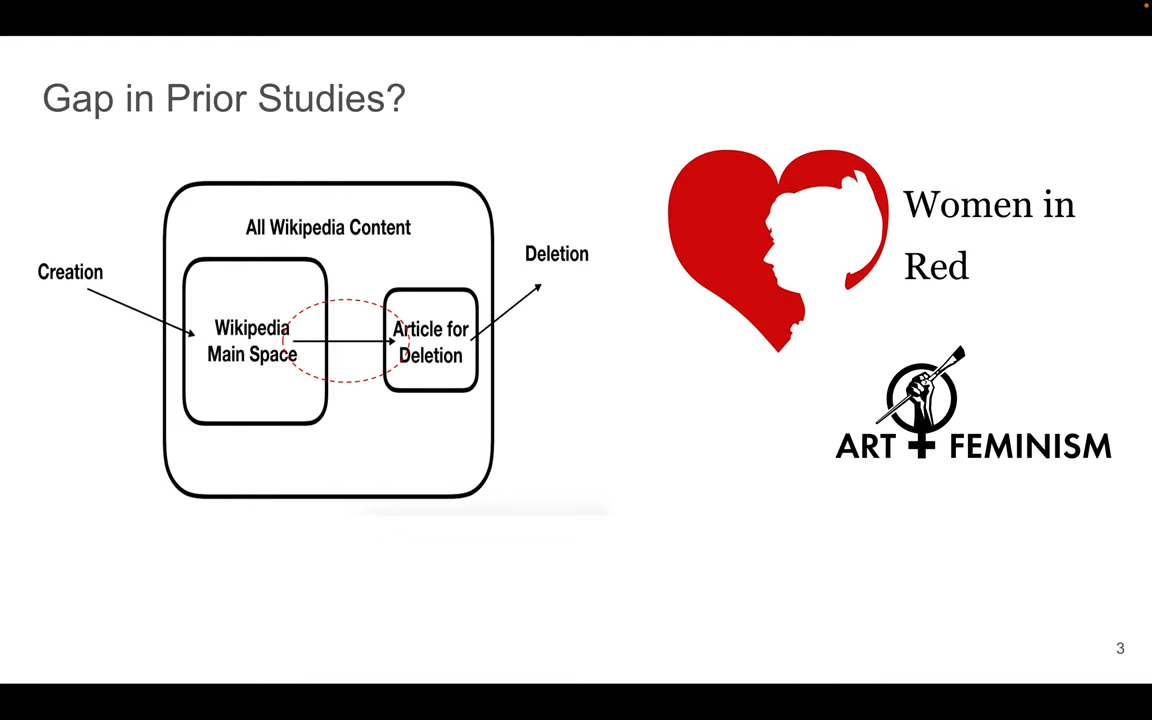 Gap in Prior Studies?
All Wikipedia Content
Creation
Deletion
Wikipedia
Main Space
Article for
Deletion
Women in
Red
ART FEMINISM
3